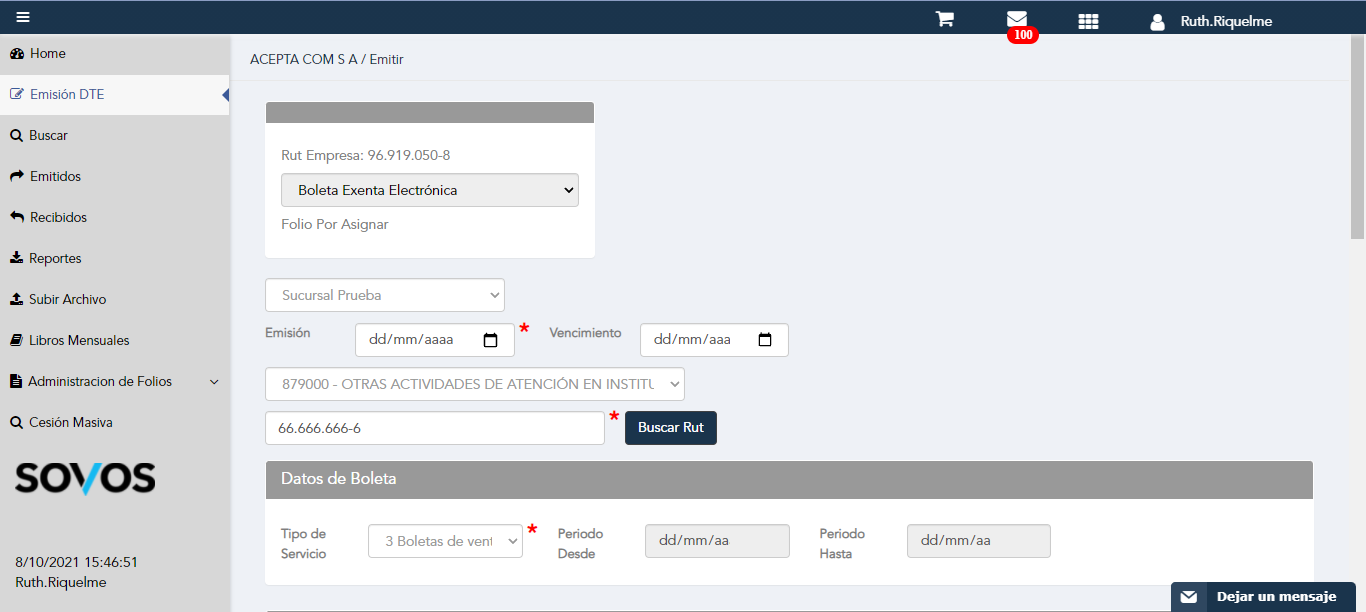 100
Ruth.Riquelme
Home
Emisión DTE
Buscar
Emitidos
Recibidos
Reportes
Subir Archivo
Libros Mensuales
Administracion de Folios
Cesión Masiva
SOVOS
8/10/2021 15:46:51
Ruth.Riquelme
ACEPTA COM S A / Emitir
Rut Empresa: 96.919.050-8
Boleta Exenta Electrónica
Folio Por Asignar
Sucursal Prueba
Emisión dd/mm/aaaa * Vencimiento dd/mm/aaa
879000 - OTRAS ACTIVIDADES DE ATENCIÓN EN INSTITU
66.666.666-6 * Buscar Rut
Datos de Boleta
Tipo de Servicio 3 Boletas de vent * Periodo Desde dd/mm/aa Periodo Hasta dd/mm/aa
Dejar un mensaje